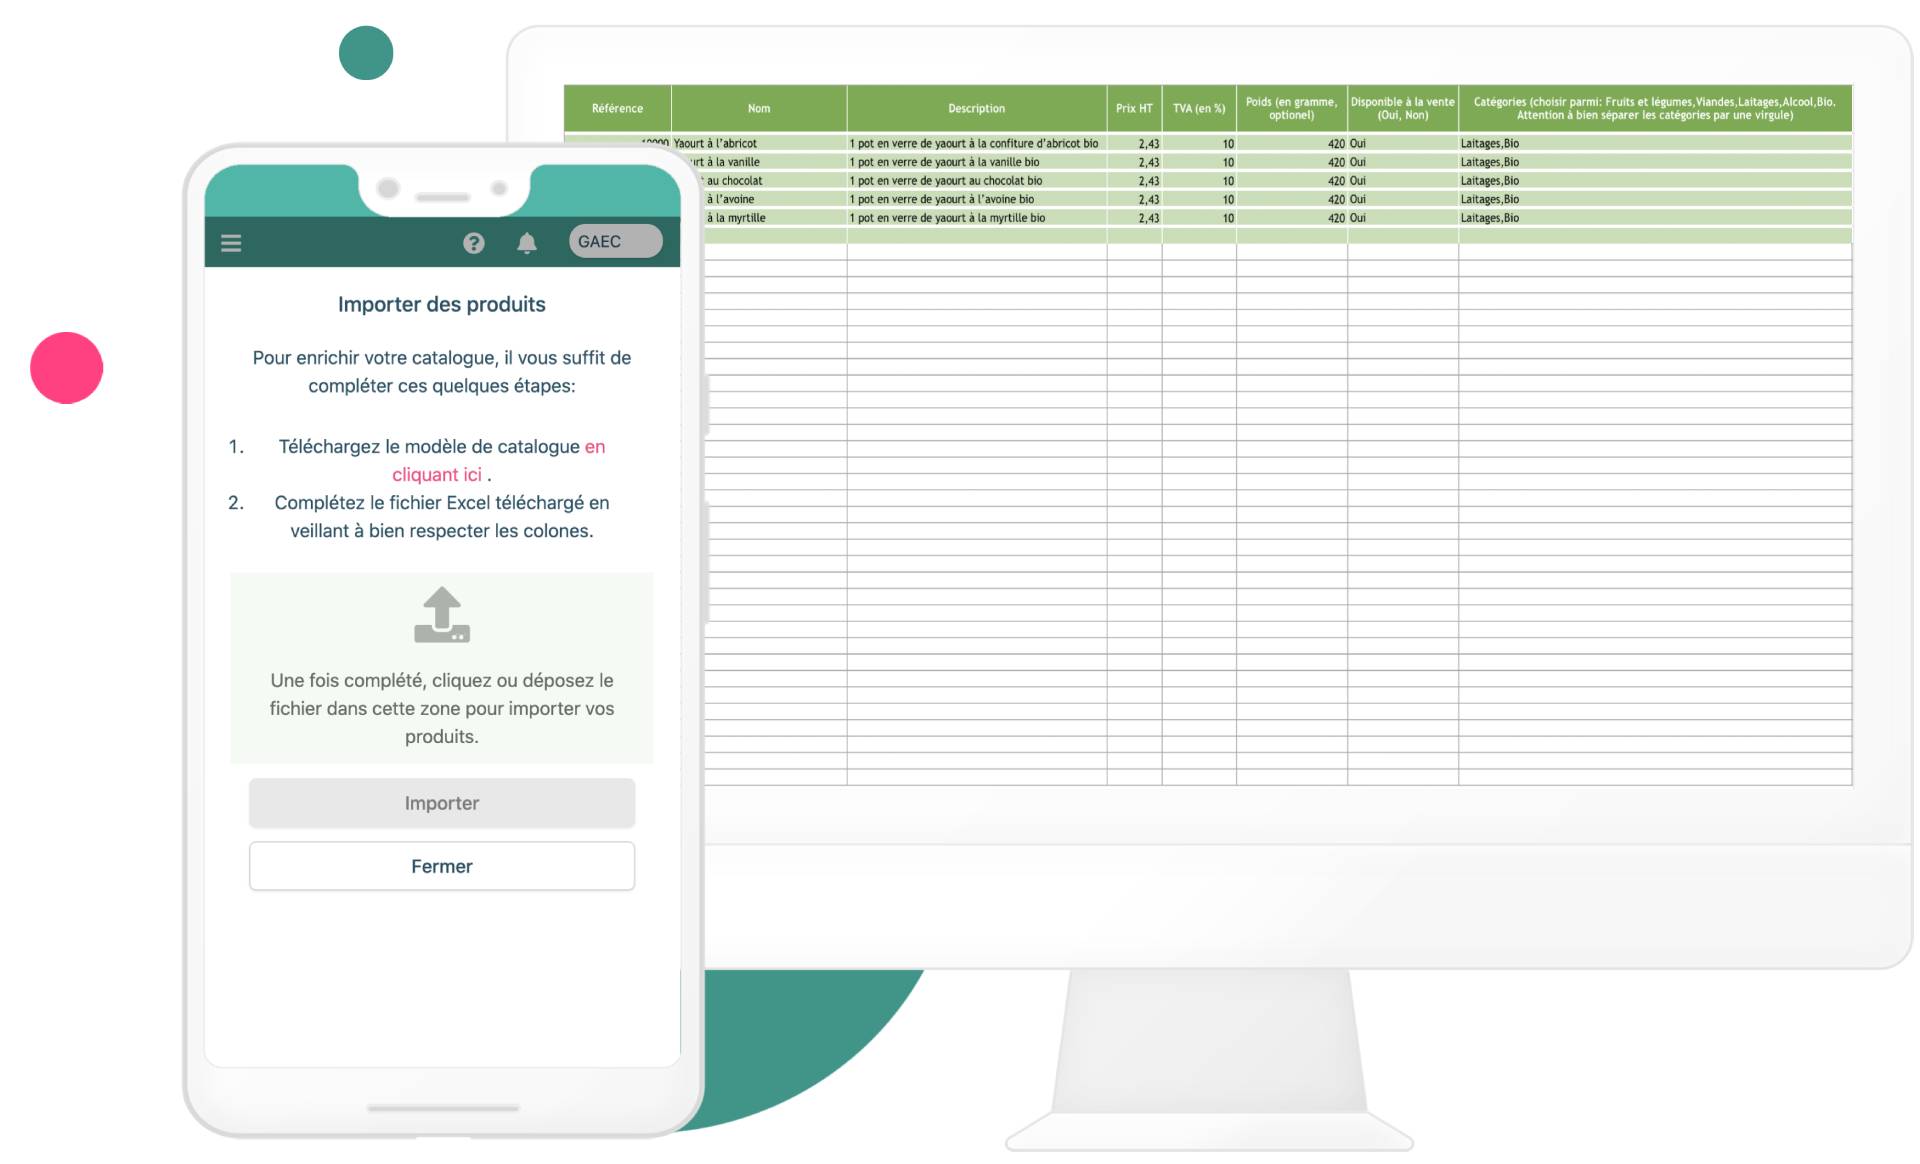 Référence Nom Description Prix HT TVA (en %) Poids (en gramme, optionel) Disponible à la vente (Oui, Non) Catégories (choisir parmi: Fruits et légumes,Viandes,Laitages,Alcool,Bio. Attention à bien séparer les catégories par une virgule)
Yaourt à l'abricot 1 pot en verre de yaourt à la confiture d'abricot bio 2,43 10 420 Oui Laitages,Bio
à la vanille 1 pot en verre de yaourt à la vanille bio 2,43 10 420 Oui Laitages,Bio
au chocolat 1 pot en verre de yaourt au chocolat bio 2,43 10 420 Oui Laitages,Bio
à l'avoine 1 pot en verre de yaourt à l'avoine bio 2,43 10 420 Oui Laitages,Bio
à la myrtille 1 pot en verre de yaourt à la myrtille bio 2,43 10 420 Oui Laitages,Bio
GAEC
Importer des produits
Pour enrichir votre catalogue, il vous suffit de
compléter ces quelques étapes:
1. Téléchargez le modèle de catalogue en
cliquant ici .
2. Complétez le fichier Excel téléchargé en
veillant à bien respecter les colones.
Une fois complété, cliquez ou déposez le
fichier dans cette zone pour importer vos
produits.
Importer
Fermer